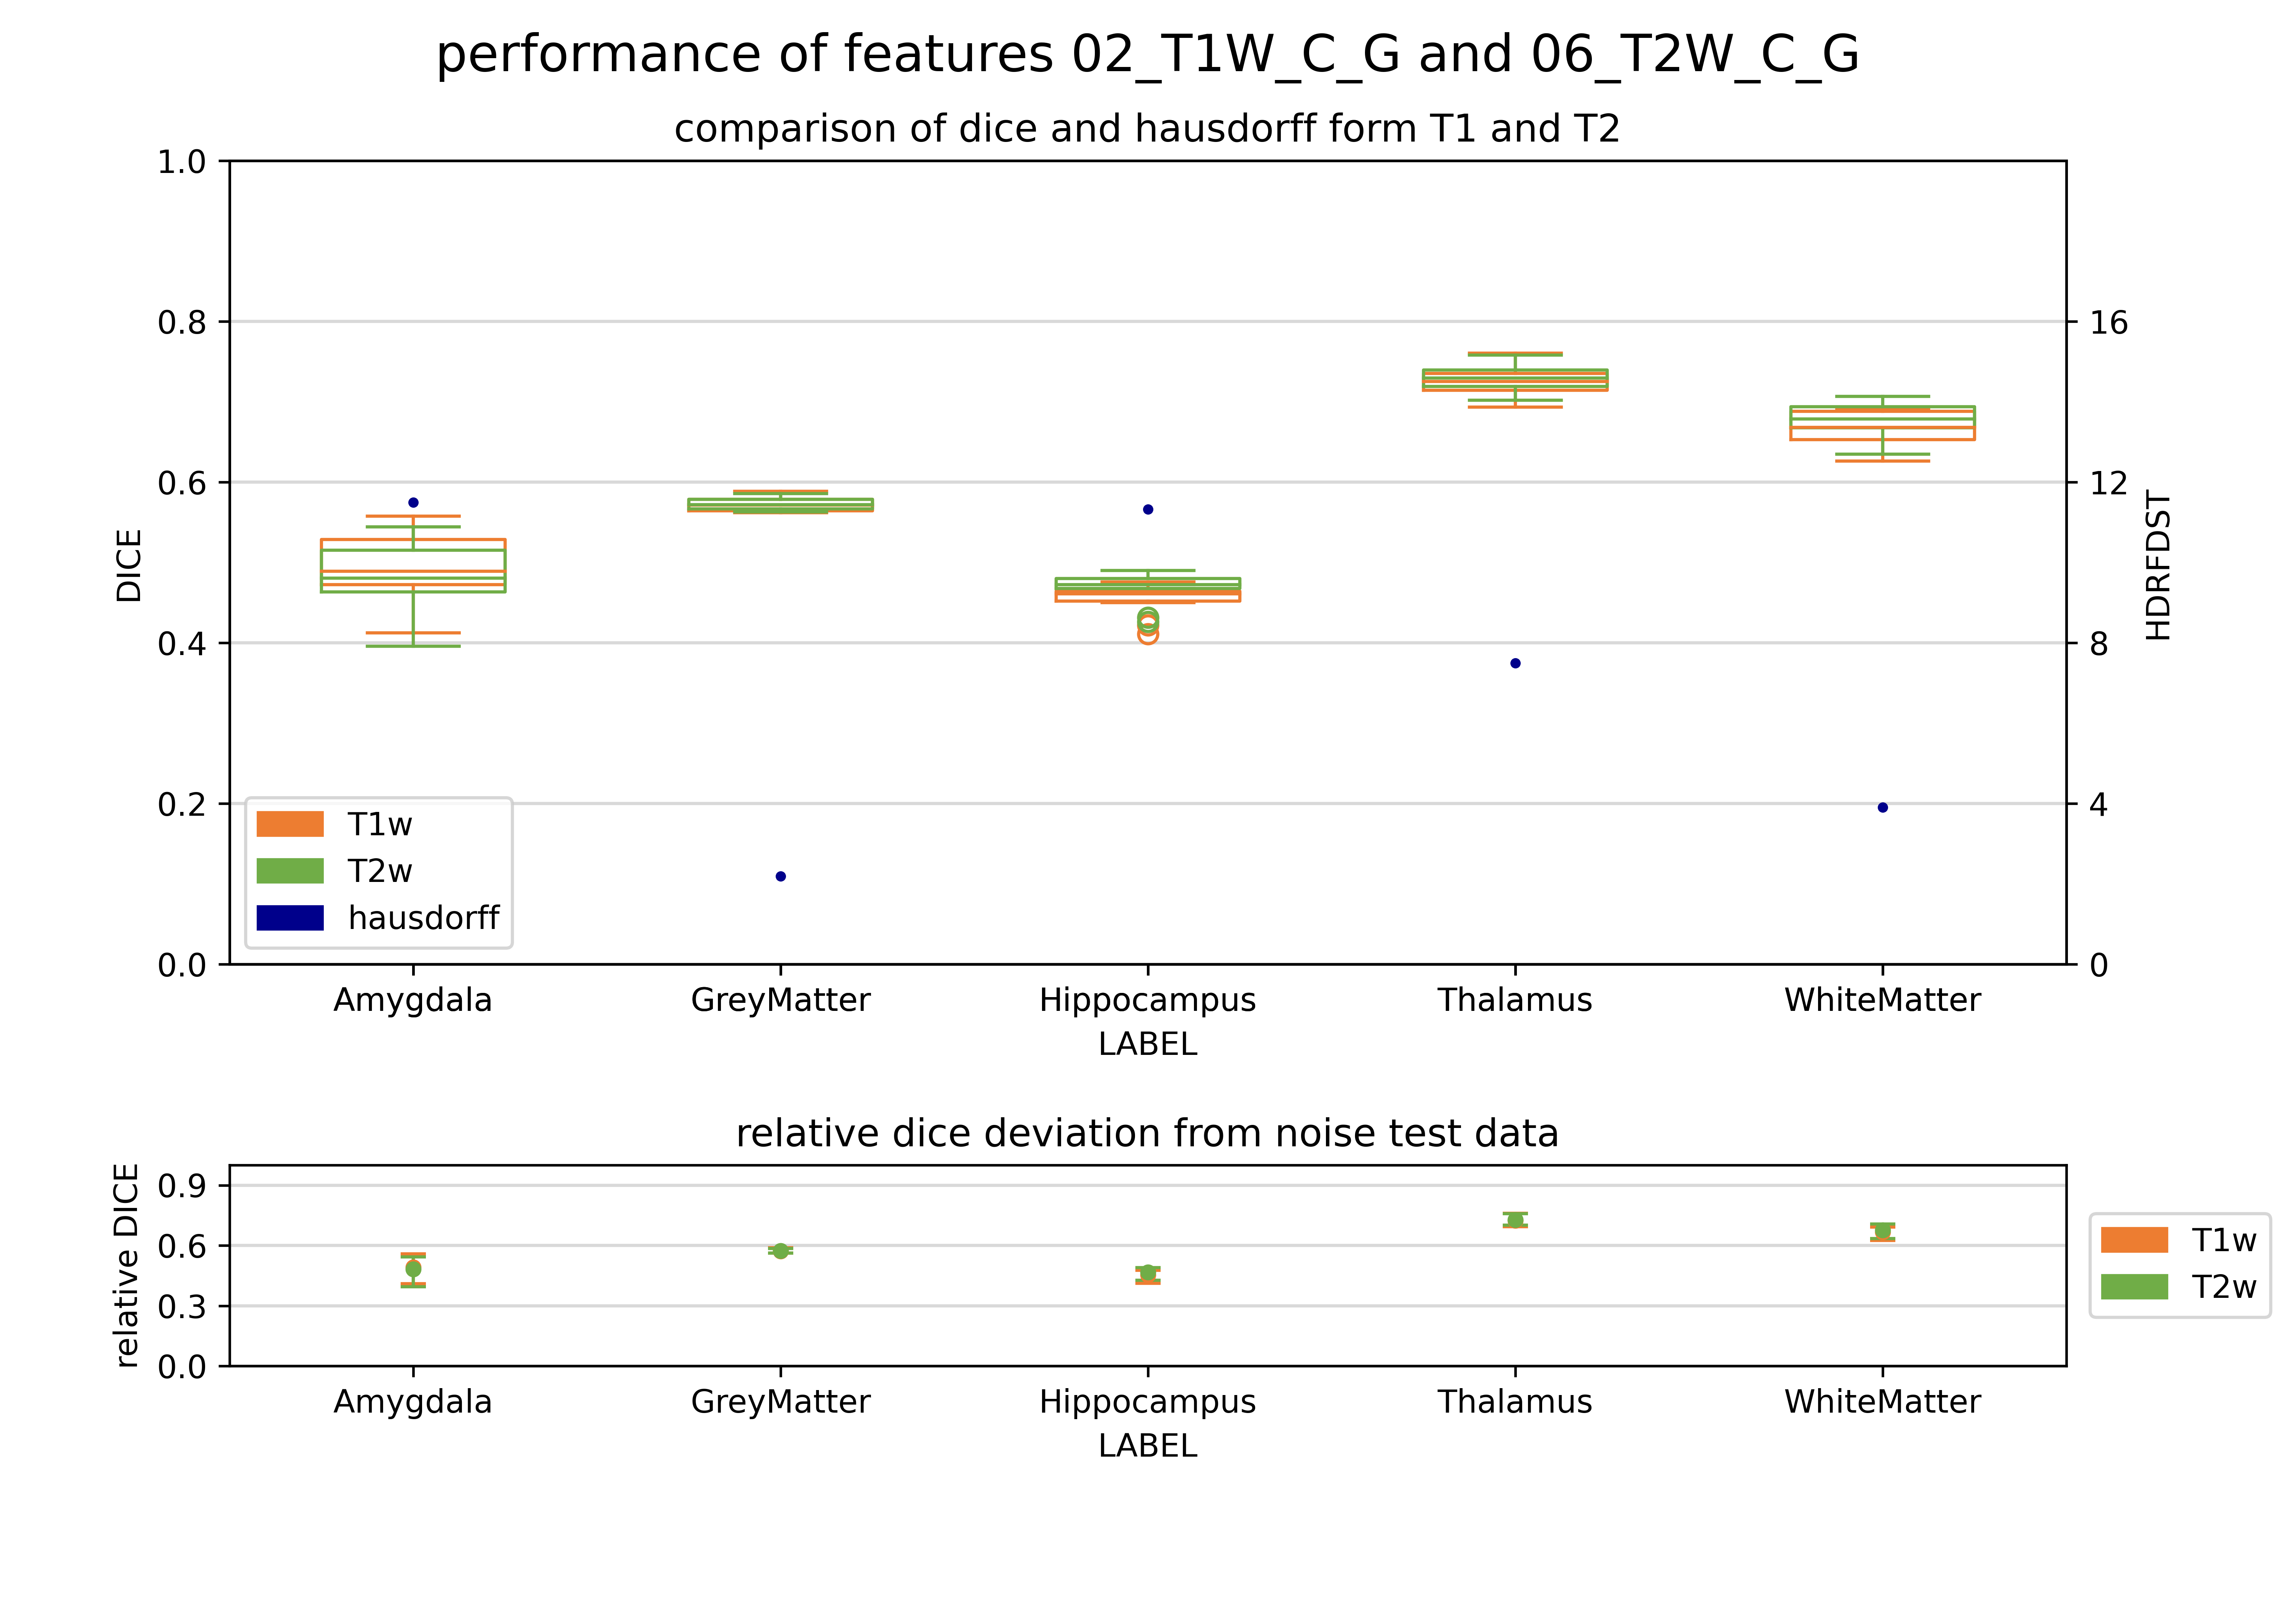 performance of features 02_T1W_C_G and 06_T2W_C_G
comparison of dice and hausdorff form T1 and T2
1.0
0.8
0.6
0.4
0.2
0.0
DICE
16
12
8
4
0
HDRFDST
T1w
T2w
hausdorff
Amygdala GreyMatter Hippocampus Thalamus WhiteMatter
LABEL
relative dice deviation from noise test data
0.9
0.6
0.3
0.0
relative DICE
T1w
T2w
Amygdala GreyMatter Hippocampus Thalamus WhiteMatter
LABEL